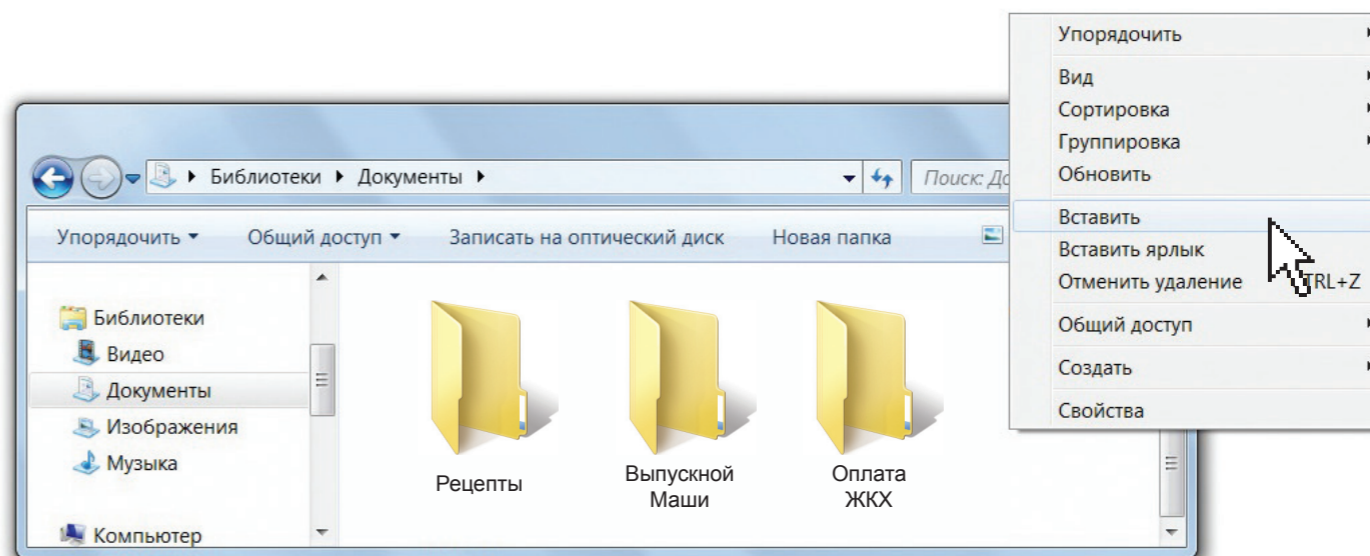 Библиотеки Документы
Поиск: До
Упорядочить Общий доступ Записать на оптический диск Новая папка
Библиотеки
Видео
Документы
Изображения
Музыка
Компьютер
Рецепты
Выпускной
Маши
Оплата
ЖКХ
Упорядочить
Вид
Сортировка
Группировка
Обновить
Вставить
Вставить ярлык
Отменить удаление TRL+Z
Общий доступ
Создать
Свойства